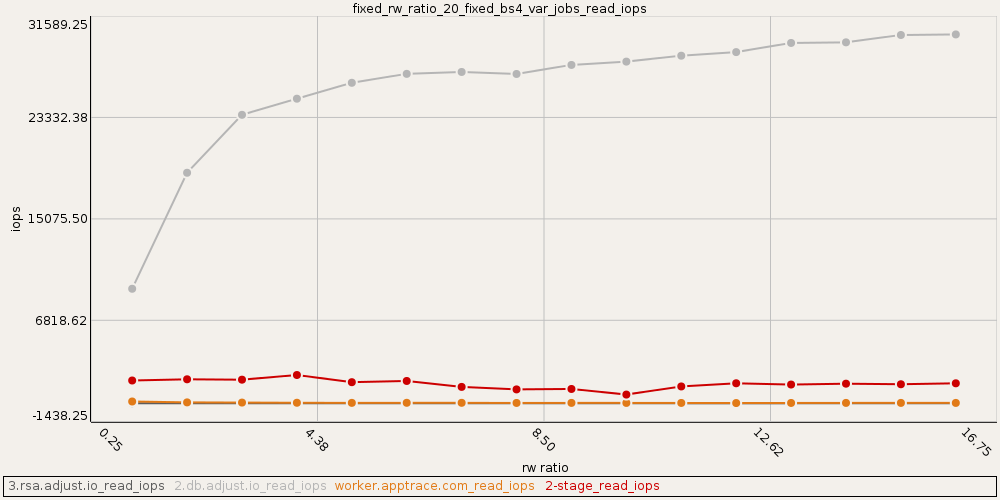 fixed_rw_ratio_20_fixed_bs4_var_jobs_read_iops
31589.25
23332.38
15075.50
6818.62
-1438.25
iops
0.25 4.38 8.50 12.62 16.75
rw ratio
3.rsa.adjust.io_read_iops 2.db.adjust.io_read_iops worker.apptrace.com_read_iops 2-stage_read_iops